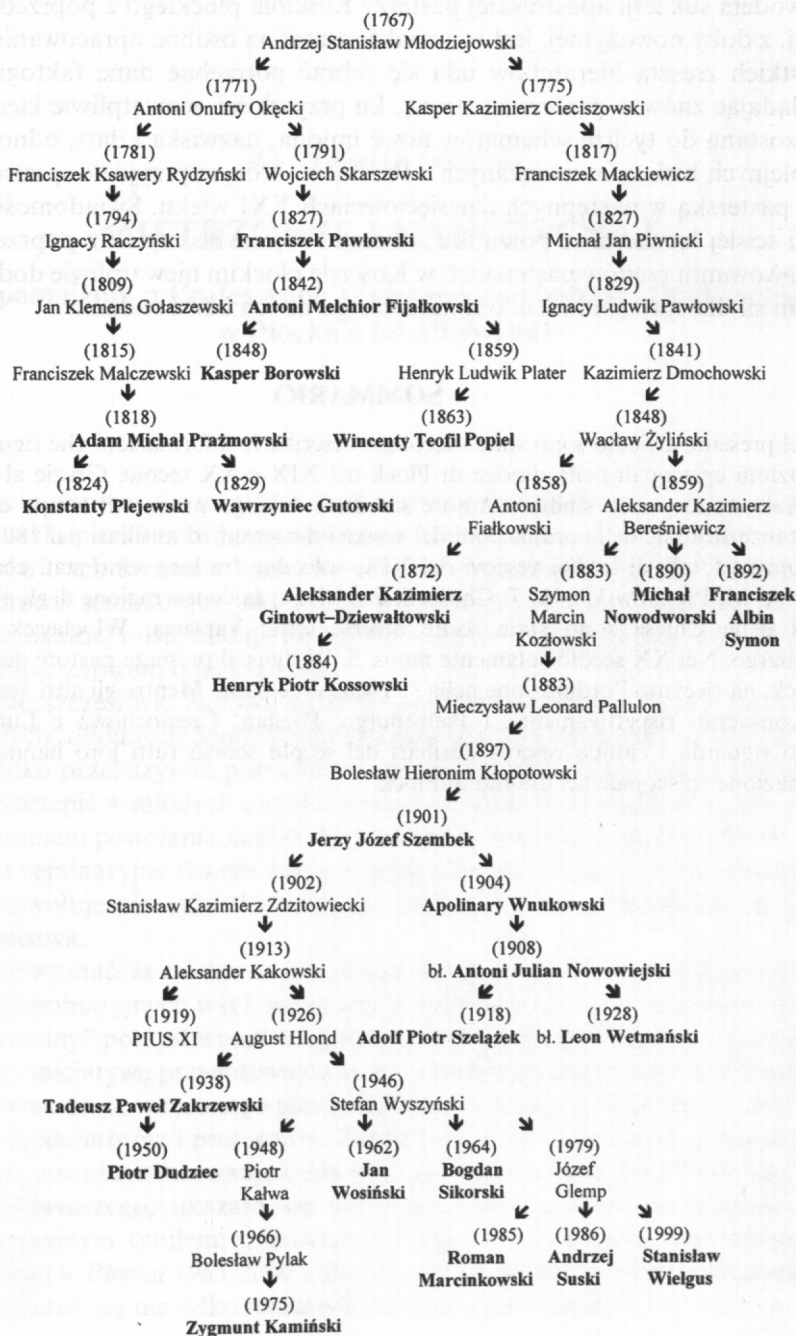 (1767)
Andrzej Stanisław Młodziejowski
(1771) (1775)
Antoni Onufry Okęcki Kasper Kazimierz Cieciszowski
(1781) (1791) (1817)
Franciszek Ksawery Rydzyński Wojciech Skarszewski Franciszek Mackiewicz
(1794) (1827) (1827)
Ignacy Raczyński Franciszek Pawłowski Michał Jan Piwnicki
(1809) (1842) (1829)
Jan Klemens Gołaszewski Antoni Melchior Fijałkowski Ignacy Ludwik Pawłowski
(1815) (1848) (1859) (1841)
Franciszek Malczewski Kasper Borowski Henryk Ludwik Plater Kazimierz Dmochowski
(1818) (1863) (1848)
Adam Michał Prażmowski Wincenty Teofil Popiel Wacław Żyliński
(1824) (1829) (1858) (1859)
Konstanty Plejewski Wawrzyniec Gutowski Antoni Aleksander Kazimierz
Fiałkowski Bereśniewicz
(1872) (1883) (1890) (1892)
Aleksander Kazimierz Szymon Michał Franciszek
Gintowt–Dziewałtowski Marcin Nowodworski Albin
(1884) Kozłowski Symon
Henryk Piotr Kossowski (1883)
Mieczysław Leonard Pallulon
(1897)
Bolesław Hieronim Kłopotowski
(1901)
Jerzy Józef Szembek
(1902) (1904)
Stanisław Kazimierz Zdzitowiecki Apolinary Wnukowski
(1913) (1908)
Aleksander Kakowski bł. Antoni Julian Nowowiejski
(1919) (1926) (1918) (1928)
PIUS XI August Hlond Adolf Piotr Szelążek bł. Leon Wetmański
(1938) (1946)
Tadeusz Paweł Zakrzewski Stefan Wyszyński
(1950) (1948) (1962) (1964) (1979)
Piotr Dudziec Piotr Jan Bogdan Józef
Kałwa Wosiński Sikorski Glemp
(1966) (1985) (1986) (1999)
Bolesław Pylak Roman Andrzej Stanisław
Marcinkowski Suski Wielgus
(1975)
Zygmunt Kamiński